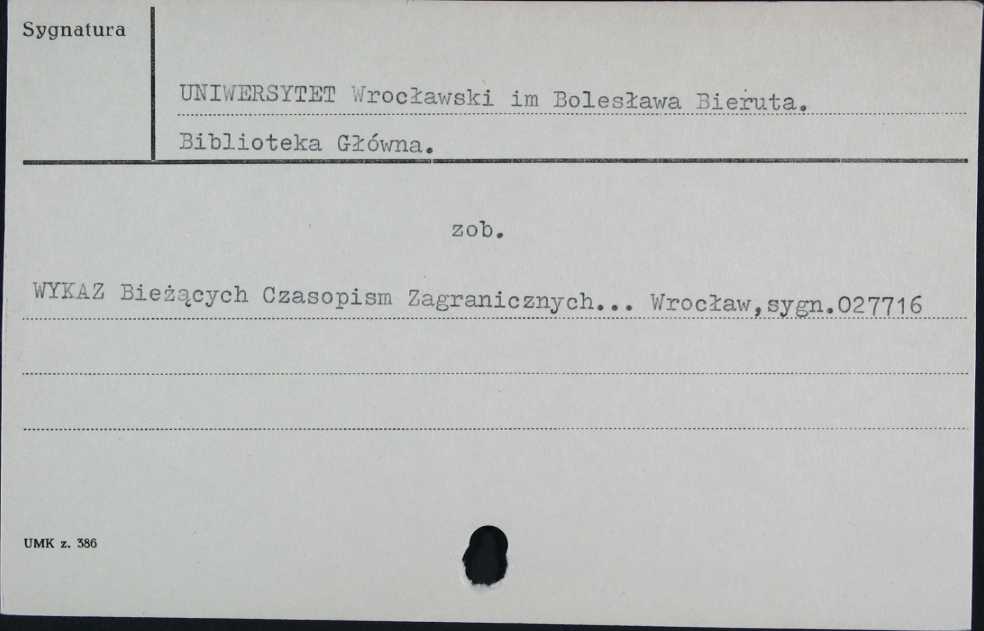 Sygnatura
UNIWERSYTET Wrocławski im Bolesława Bieruta.
Biblioteka Główna.
zob.
WYKAZ Bieżących Czasopism Zagranicznych... Wrocław,sygn.027716
UMK z. 386